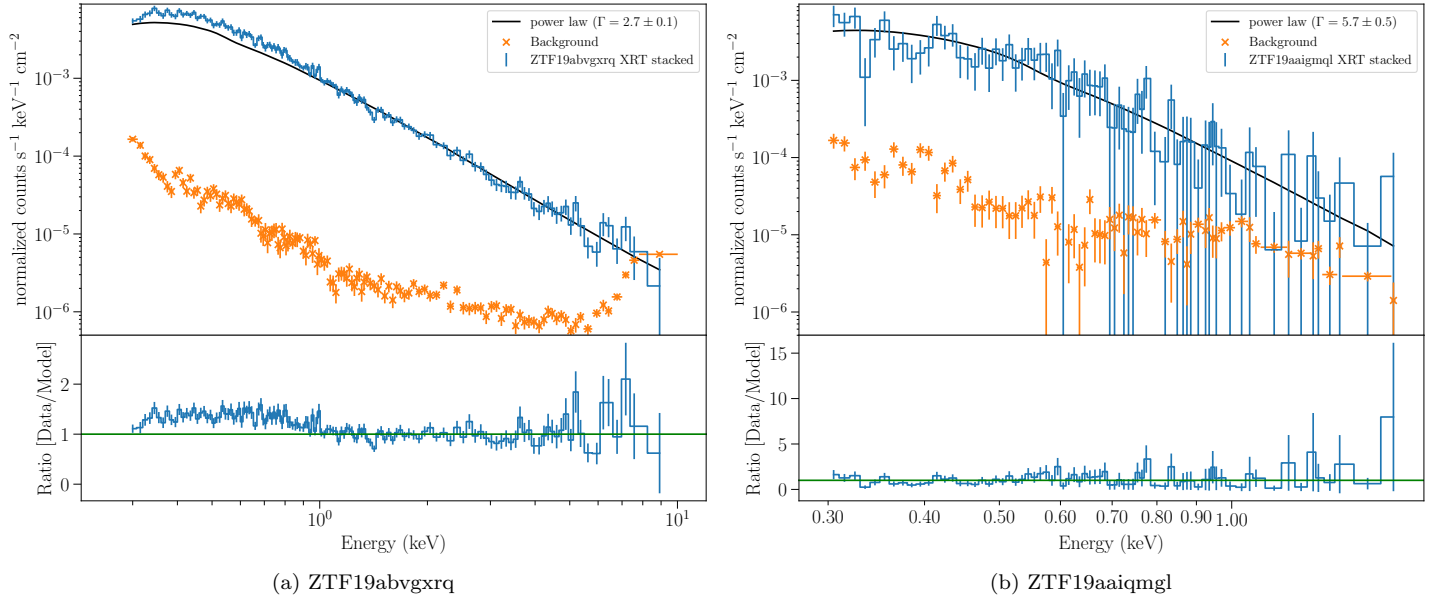 power law (Γ = 2.7 ± 0.1)
Background
ZTF19abvgxrq XRT stacked
normalized counts s⁻¹ keV⁻¹ cm⁻²
10⁻³
10⁻⁴
10⁻⁵
10⁻⁶
Ratio [Data/Model]
2
1
0
10⁰
10¹
Energy (keV)
(a) ZTF19abvgxrq
power law (Γ = 5.7 ± 0.5)
Background
ZTF19aaigmql XRT stacked
normalized counts s⁻¹ keV⁻¹ cm⁻²
10⁻³
10⁻⁴
10⁻⁵
10⁻⁶
Ratio [Data/Model]
15
10
5
0
0.30 0.40 0.50 0.60 0.70 0.80 0.90 1.00
Energy (keV)
(b) ZTF19aaiqmgl